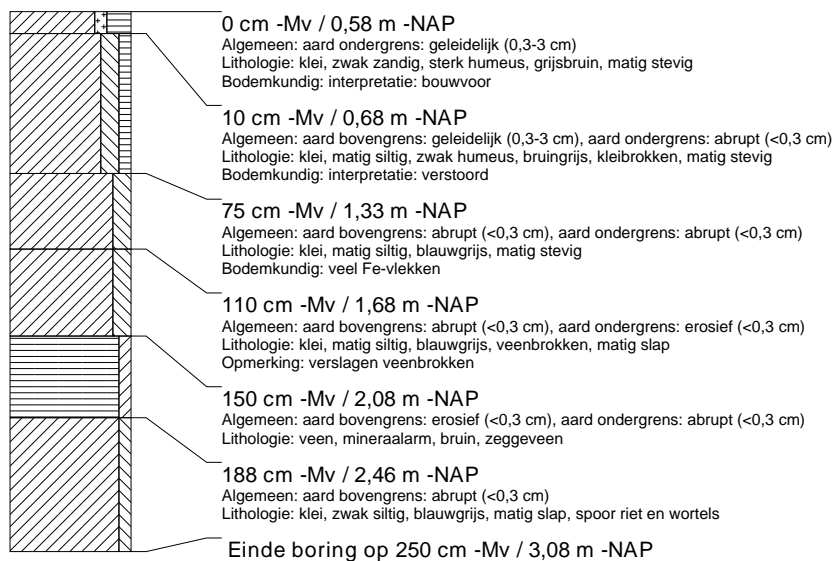 0 cm -Mv / 0,58 m -NAP
Algemeen: aard ondergrens: geleidelijk (0,3-3 cm)
Lithologie: klei, zwak zandig, sterk humeus, grijsbruin, matig stevig
Bodemkundig: interpretatie: bouwvoor
10 cm -Mv / 0,68 m -NAP
Algemeen: aard bovengrens: geleidelijk (0,3-3 cm), aard ondergrens: abrupt (<0,3 cm)
Lithologie: klei, matig siltig, zwak humeus, bruingrijs, kleibrokken, matig stevig
Bodemkundig: interpretatie: verstoord
75 cm -Mv / 1,33 m -NAP
Algemeen: aard bovengrens: abrupt (<0,3 cm), aard ondergrens: abrupt (<0,3 cm)
Lithologie: klei, matig siltig, blauwgrijs, matig stevig
Bodemkundig: veel Fe-vlekken
110 cm -Mv / 1,68 m -NAP
Algemeen: aard bovengrens: abrupt (<0,3 cm), aard ondergrens: erosief (<0,3 cm)
Lithologie: klei, matig siltig, blauwgrijs, veenbrokken, matig slap
Opmerking: verslagen veenbrokken
150 cm -Mv / 2,08 m -NAP
Algemeen: aard bovengrens: erosief (<0,3 cm), aard ondergrens: abrupt (<0,3 cm)
Lithologie: veen, mineraalarm, bruin, zeggeveen
188 cm -Mv / 2,46 m -NAP
Algemeen: aard bovengrens: abrupt (<0,3 cm)
Lithologie: klei, zwak siltig, blauwgrijs, matig slap, spoor riet en wortels
Einde boring op 250 cm -Mv / 3,08 m -NAP